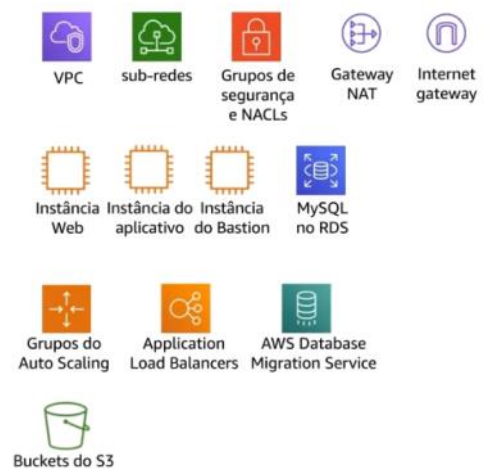 VPC
sub-redes
Grupos de
segurança
e NACLs
Gateway
NAT
Internet
gateway
Instância
Web
Instância do
aplicativo
Instância
do Bastion
MySQL
no RDS
Grupos do
Auto Scaling
Application
Load Balancers
AWS Database
Migration Service
Buckets do S3